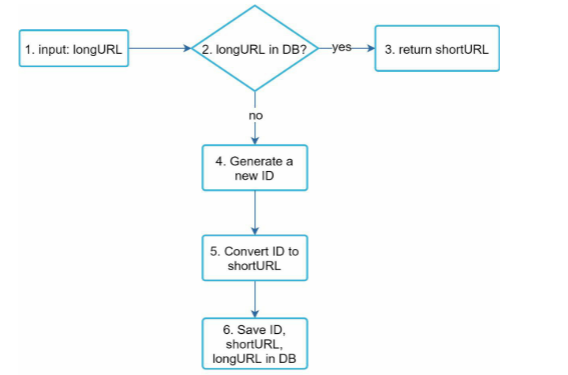 1. input: longURL
2. longURL in DB?
yes
3. return shortURL
no
4. Generate a
new ID
5. Convert ID to
shortURL
6. Save ID,
shortURL,
longURL in DB